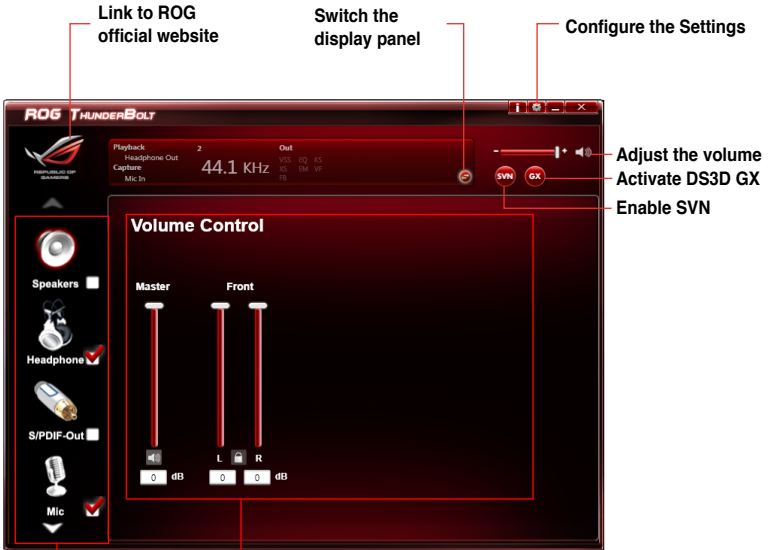 Link to ROG
official website
Switch the
display panel
Configure the Settings
ROG THUNDERBOLT
i
REPUBLIC OF
GAMERS
Playback 2 Out
Headphone Out
44.1 KHz
VSS EQ KS
Capture
XS EM VF
Mic In
FB
- +
Adjust the volume
S
SVN
GX
Activate DS3D GX
Enable SVN
Volume Control
Speakers
Master Front
Headphone
S/PDIF-Out
L R
0 dB 0 0 dB
Mic